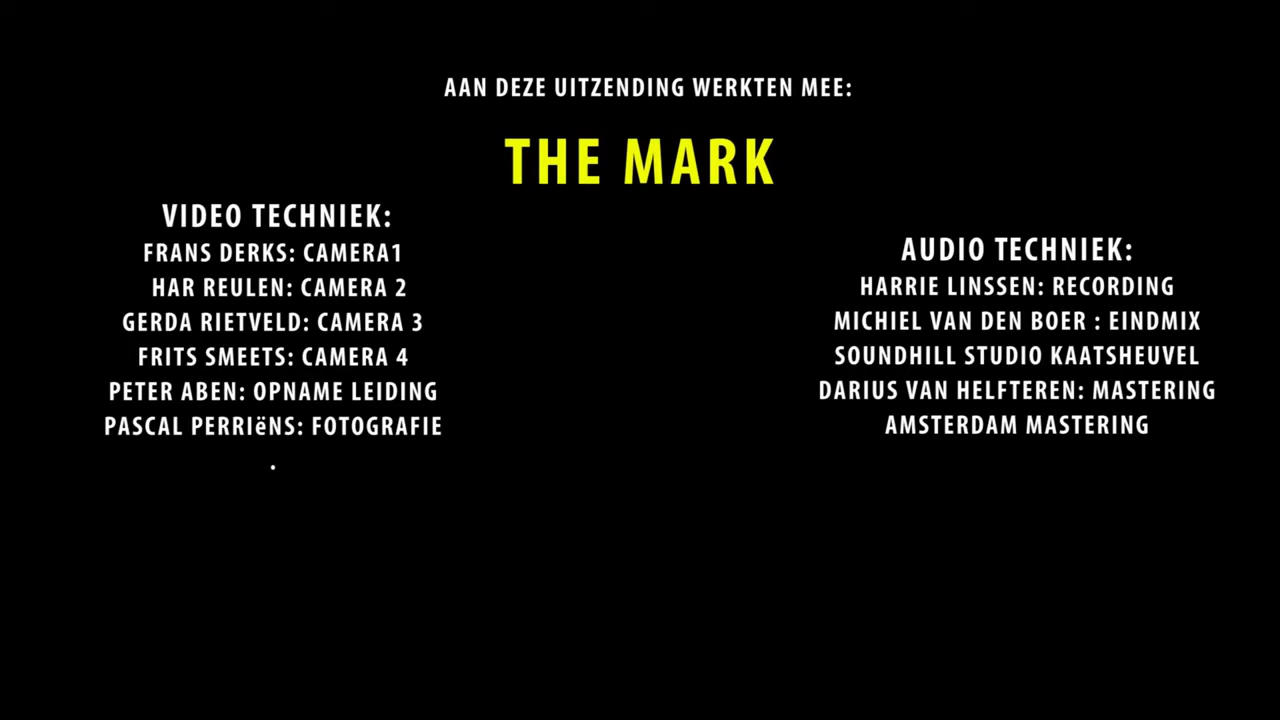 AAN DEZE UITZENDING WERKTEN MEE:
THE MARK
VIDEO TECHNIEK:
FRANS DERKS: CAMERA1
HAR REULEN: CAMERA 2
GERDA RIETVELD: CAMERA 3
FRITS SMEETS: CAMERA 4
PETER ABEN: OPNAME LEIDING
PASCAL PERRIëNS: FOTOGRAFIE
.
AUDIO TECHNIEK:
HARRIE LINSSEN: RECORDING
MICHIEL VAN DEN BOER : EINDMIX
SOUNDHILL STUDIO KAATSHEUVEL
DARIUS VAN HELFTEREN: MASTERING
AMSTERDAM MASTERING